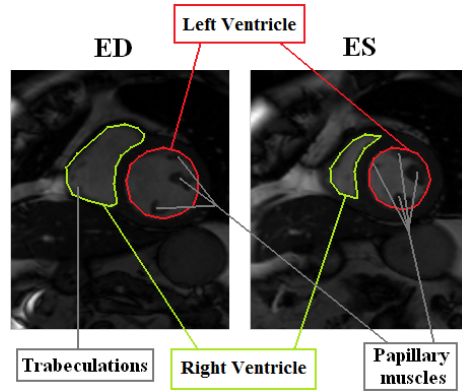 Left Ventricle
ED
ES
Trabeculations
Right Ventricle
Papillary
muscles